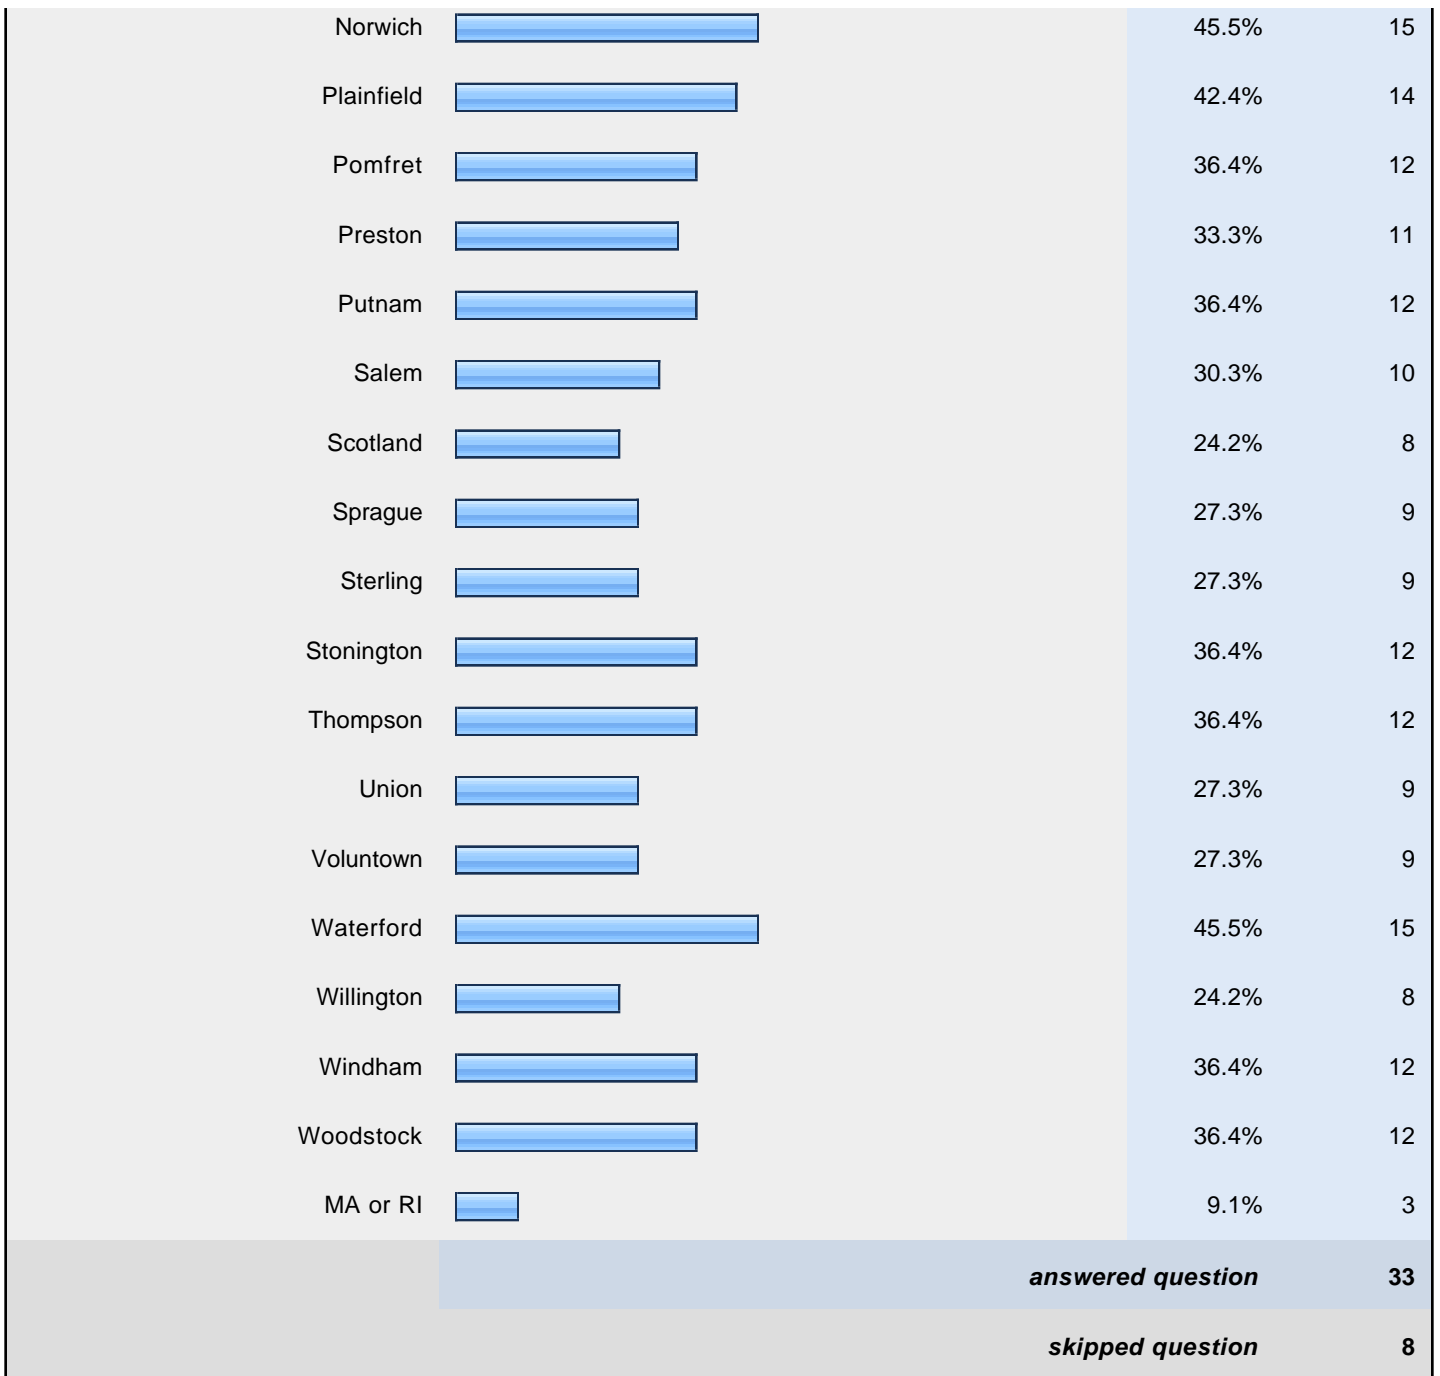 Norwich 45.5% 15
Plainfield 42.4% 14
Pomfret 36.4% 12
Preston 33.3% 11
Putnam 36.4% 12
Salem 30.3% 10
Scotland 24.2% 8
Sprague 27.3% 9
Sterling 27.3% 9
Stonington 36.4% 12
Thompson 36.4% 12
Union 27.3% 9
Voluntown 27.3% 9
Waterford 45.5% 15
Willington 24.2% 8
Windham 36.4% 12
Woodstock 36.4% 12
MA or RI 9.1% 3
answered question 33
skipped question 8